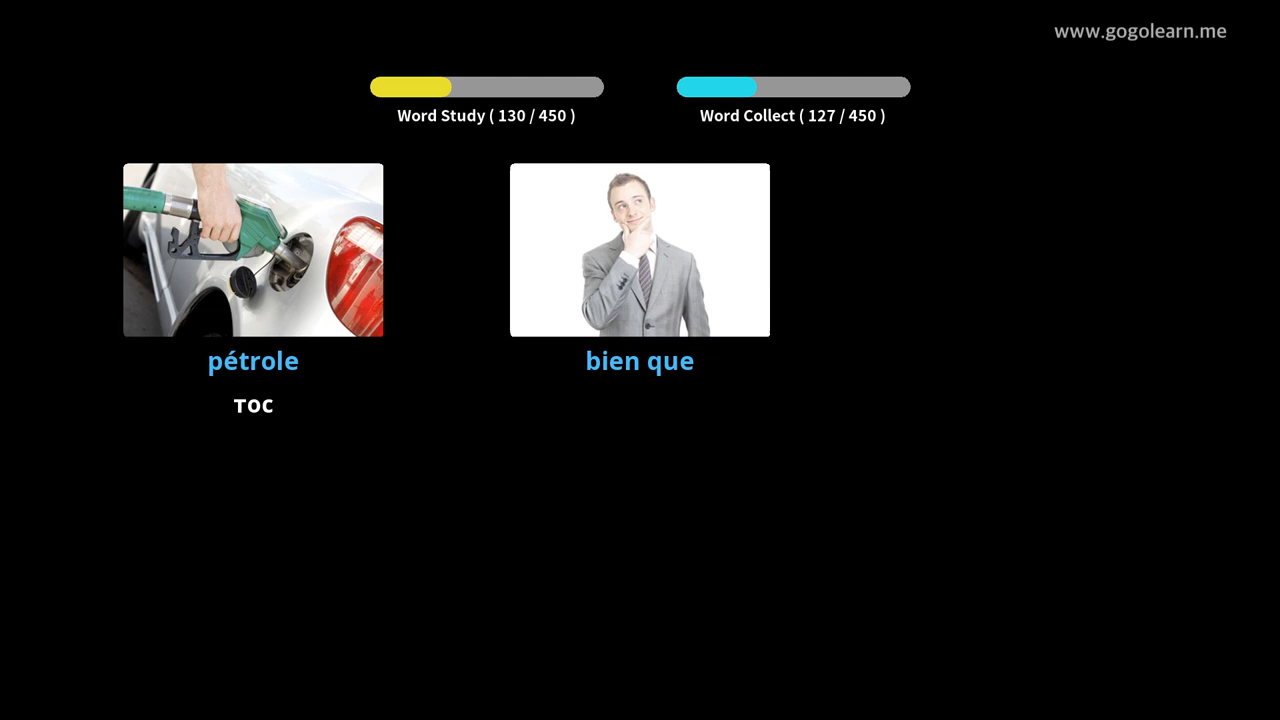 www.gogolearn.me
Word Study ( 130 / 450 )
Word Collect ( 127 / 450 )
pétrole
bien que
тос